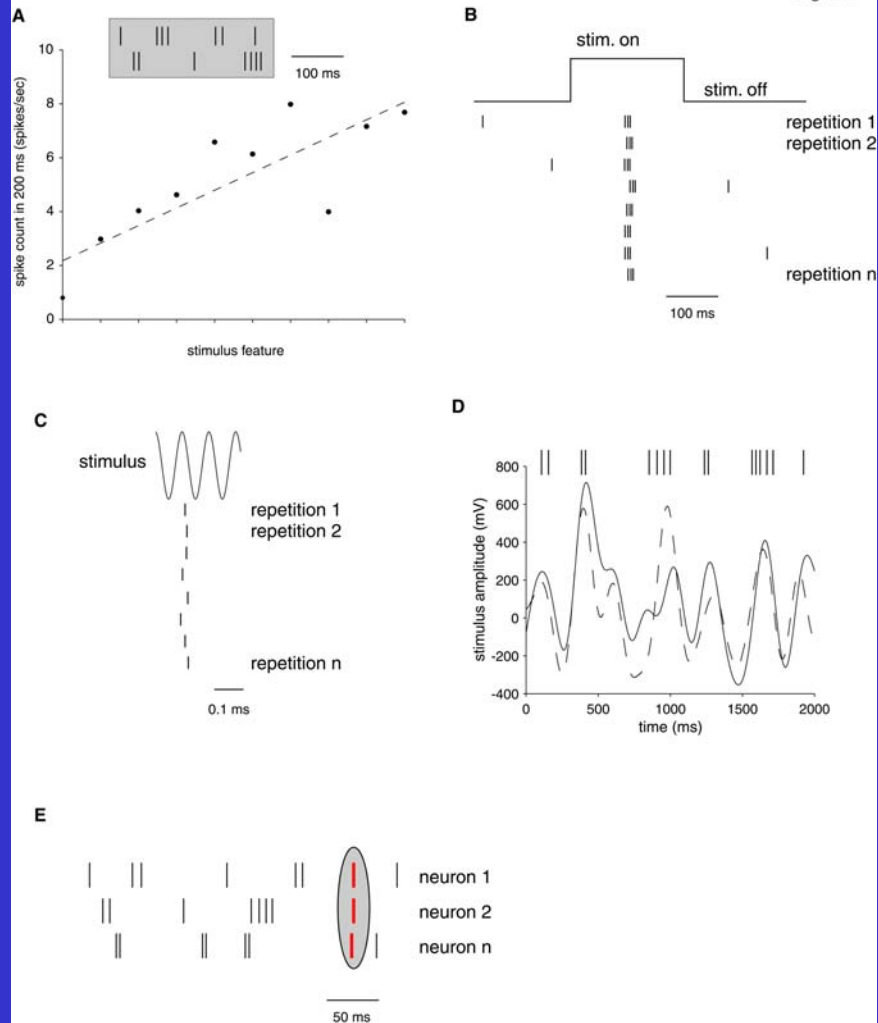 A
100 ms
10
8
6
4
2
0
spike count in 200 ms (spikes/sec)
stimulus feature
B
stim. on
stim. off
repetition 1
repetition 2
repetition n
100 ms
C
stimulus
repetition 1
repetition 2
repetition n
0.1 ms
D
800
600
400
200
0
-200
-400
stimulus amplitude (mV)
0 500 1000 1500 2000
time (ms)
E
neuron 1
neuron 2
neuron n
50 ms